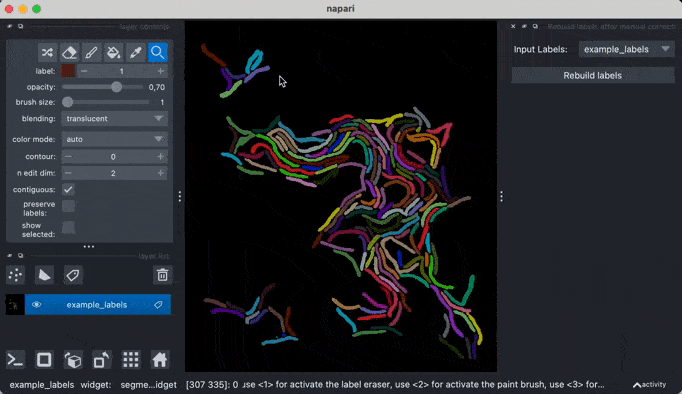 napari
layer controls
Rebuild labels after manual correct
label: 1
opacity: 0,70
brush size: 1
blending: translucent
color mode: auto
contour: 0
n edit dim: 2
contiguous:
preserve
labels:
show
selected:
layer list
example_labels
Input Labels: example_labels
Rebuild labels
example_labels widget: segme...idget [307 335]: 0 use <1> for activate the label eraser, use <2> for activate the paint brush, use <3> for... activity